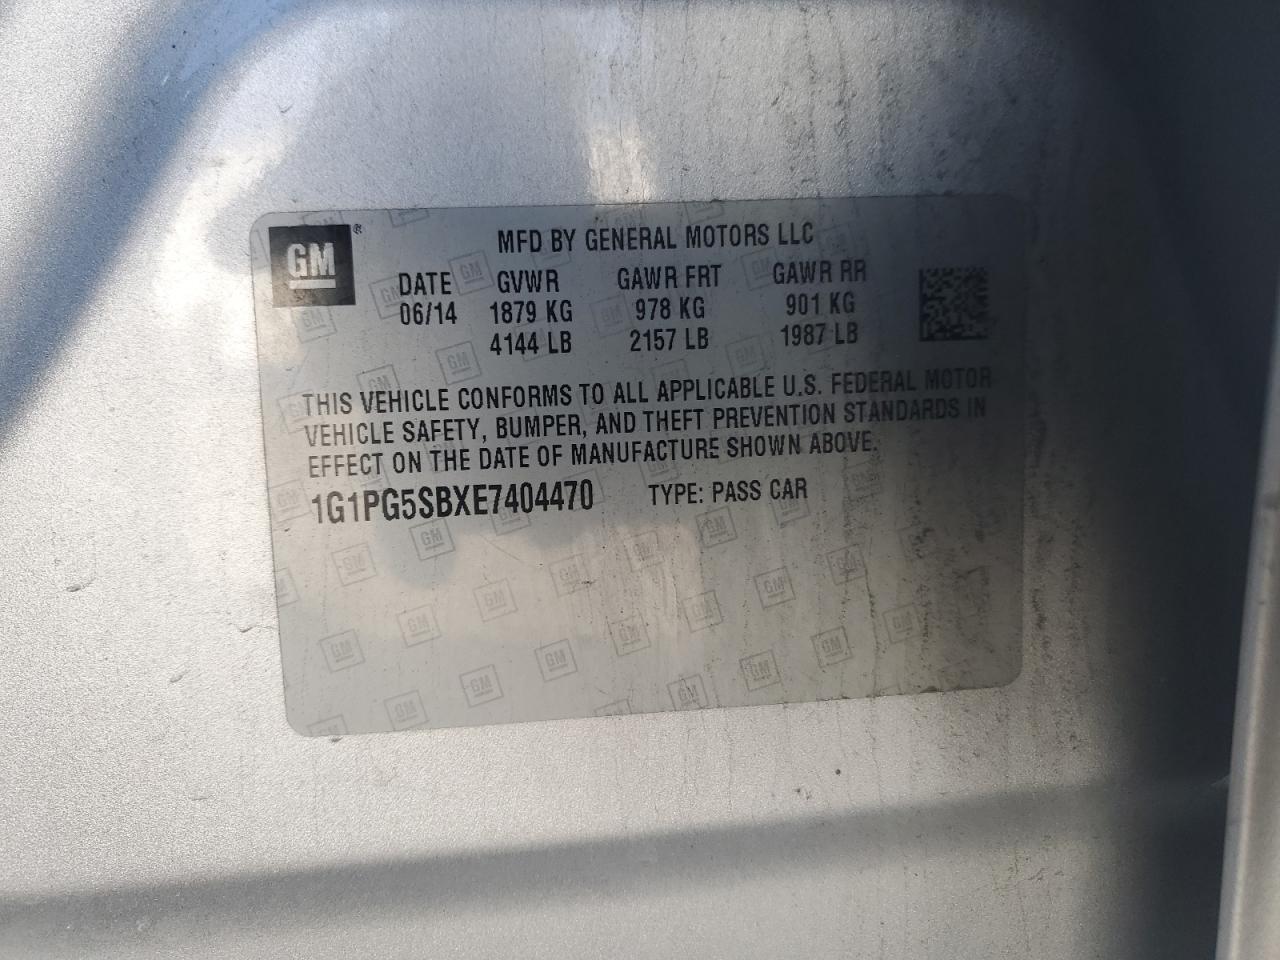 GM ®
MFD BY GENERAL MOTORS LLC
DATE GVWR GAWR FRT GAWR RR
06/14 1879 KG 978 KG 901 KG
4144 LB 2157 LB 1987 LB
THIS VEHICLE CONFORMS TO ALL APPLICABLE U.S. FEDERAL MOTOR
VEHICLE SAFETY, BUMPER, AND THEFT PREVENTION STANDARDS IN
EFFECT ON THE DATE OF MANUFACTURE SHOWN ABOVE.
1G1PG5SBXE7404470 TYPE: PASS CAR